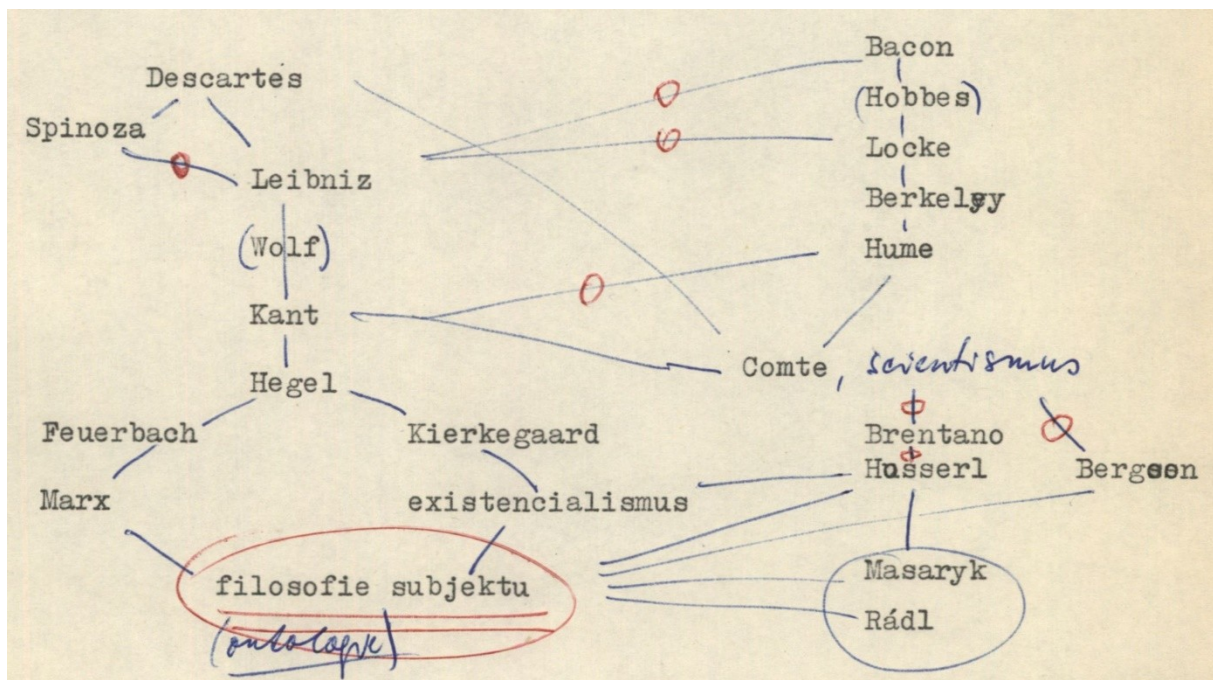 Bacon
Descartes
(Hobbes)
Spinoza
Locke
Leibniz
Berkelyy
(Wolf)
Hume
Kant
Comte, scientismus
Hegel
Feuerbach
Kierkegaard
Brentano
Husserl
Bergson
Marx
existencialismus
Masaryk
filosofie subjektu
Rádl
(ontologie)